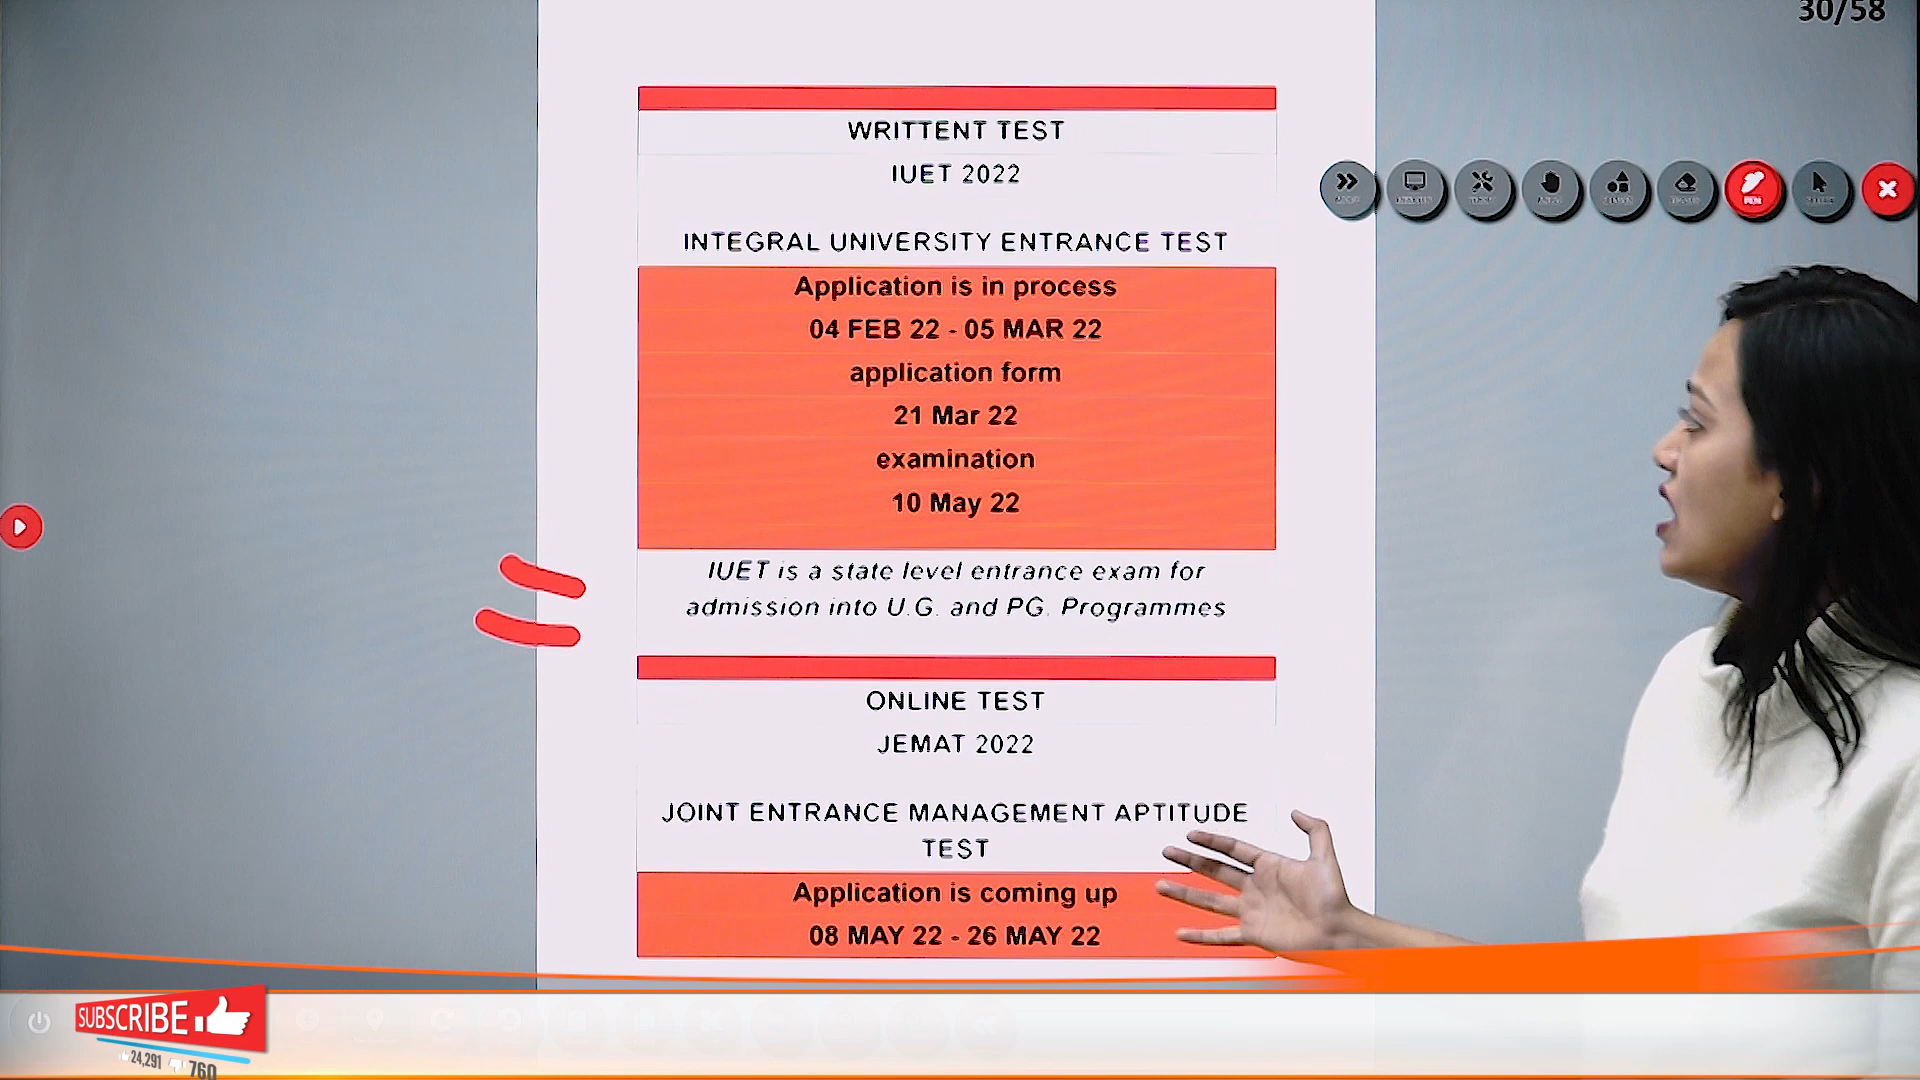 30/58
WRITTENT TEST
IUET 2022
INTEGRAL UNIVERSITY ENTRANCE TEST
Application is in process
04 FEB 22 - 05 MAR 22
application form
21 Mar 22
examination
10 May 22
IUET is a state level entrance exam for
admission into U.G. and PG. Programmes
ONLINE TEST
JEMAT 2022
JOINT ENTRANCE MANAGEMENT APTITUDE
TEST
Application is coming up
08 MAY 22 - 26 MAY 22
SUBSCRIBE
24,291 760